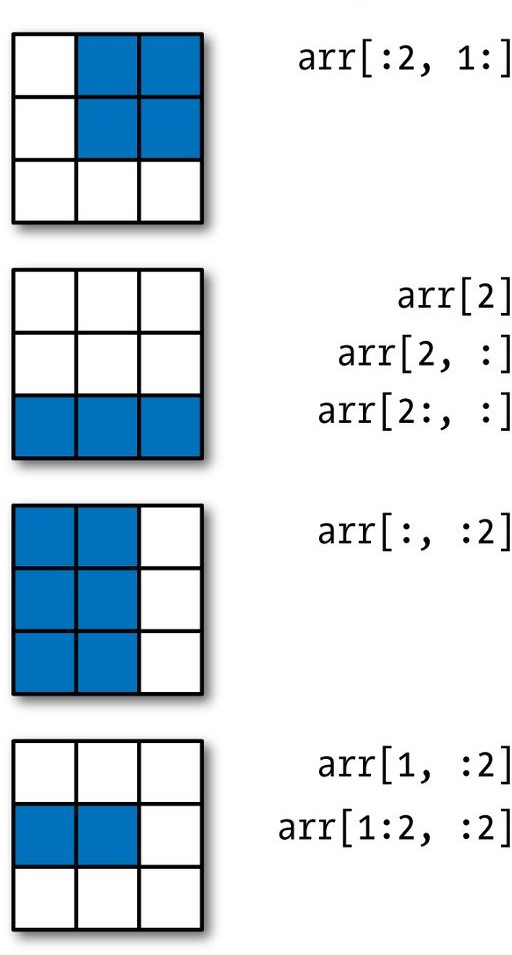 arr[:2, 1:]
arr[2]
arr[2, :]
arr[2:, :]
arr[:, :2]
arr[1, :2]
arr[1:2, :2]